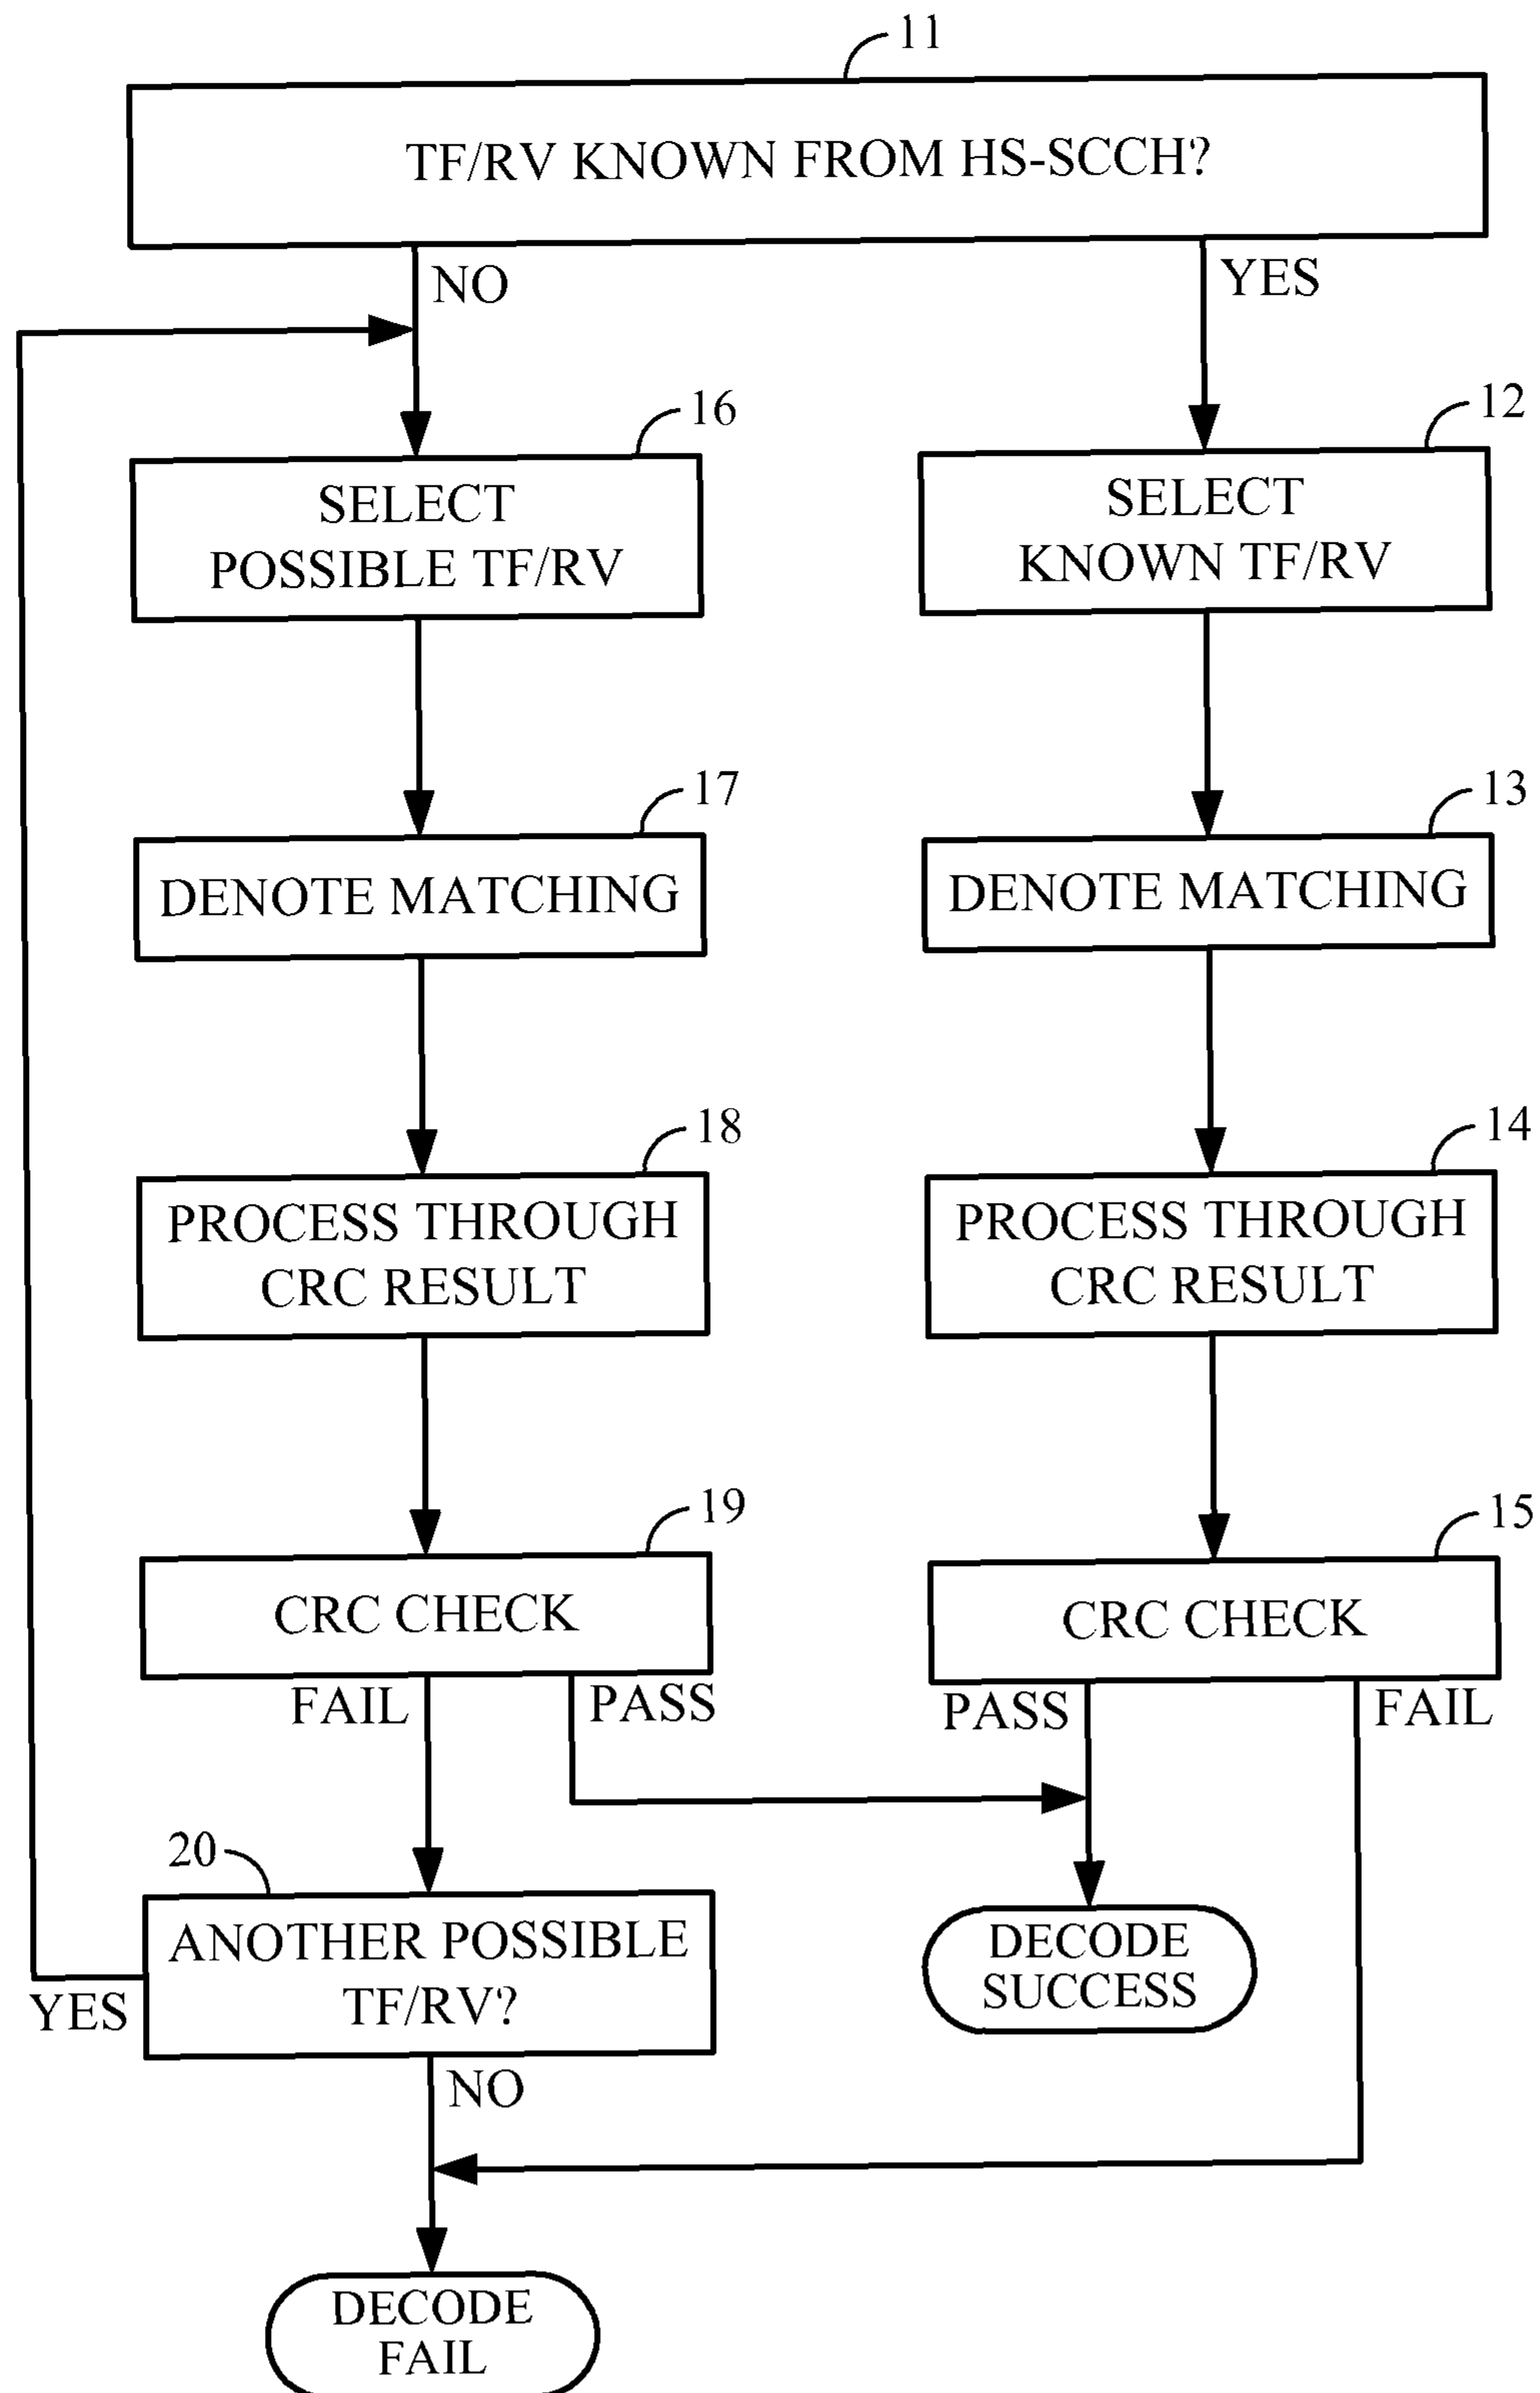 11
TF/RV KNOWN FROM HS-SCCH?
NO
YES
16
12
SELECT
POSSIBLE TF/RV
SELECT
KNOWN TF/RV
17
13
DENOTE MATCHING
DENOTE MATCHING
18
14
PROCESS THROUGH
CRC RESULT
PROCESS THROUGH
CRC RESULT
19
15
CRC CHECK
CRC CHECK
FAIL
PASS
PASS
FAIL
20
ANOTHER POSSIBLE
TF/RV?
DECODE
SUCCESS
YES
NO
DECODE
FAIL